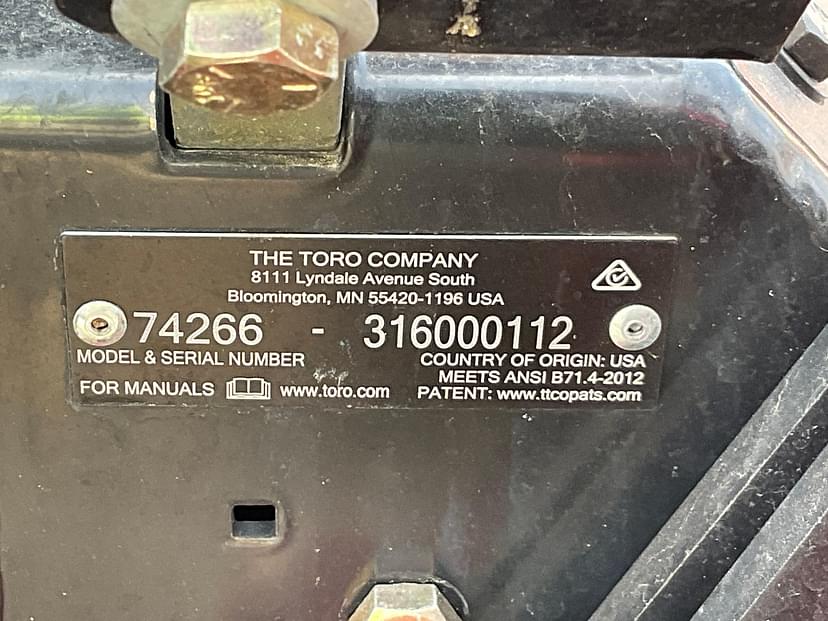 THE TORO COMPANY
8111 Lyndale Avenue South
Bloomington, MN 55420-1196 USA
74266 - 316000112
MODEL & SERIAL NUMBER
COUNTRY OF ORIGIN: USA
MEETS ANSI B71.4-2012
FOR MANUALS www.toro.com
PATENT: www.ttcopats.com